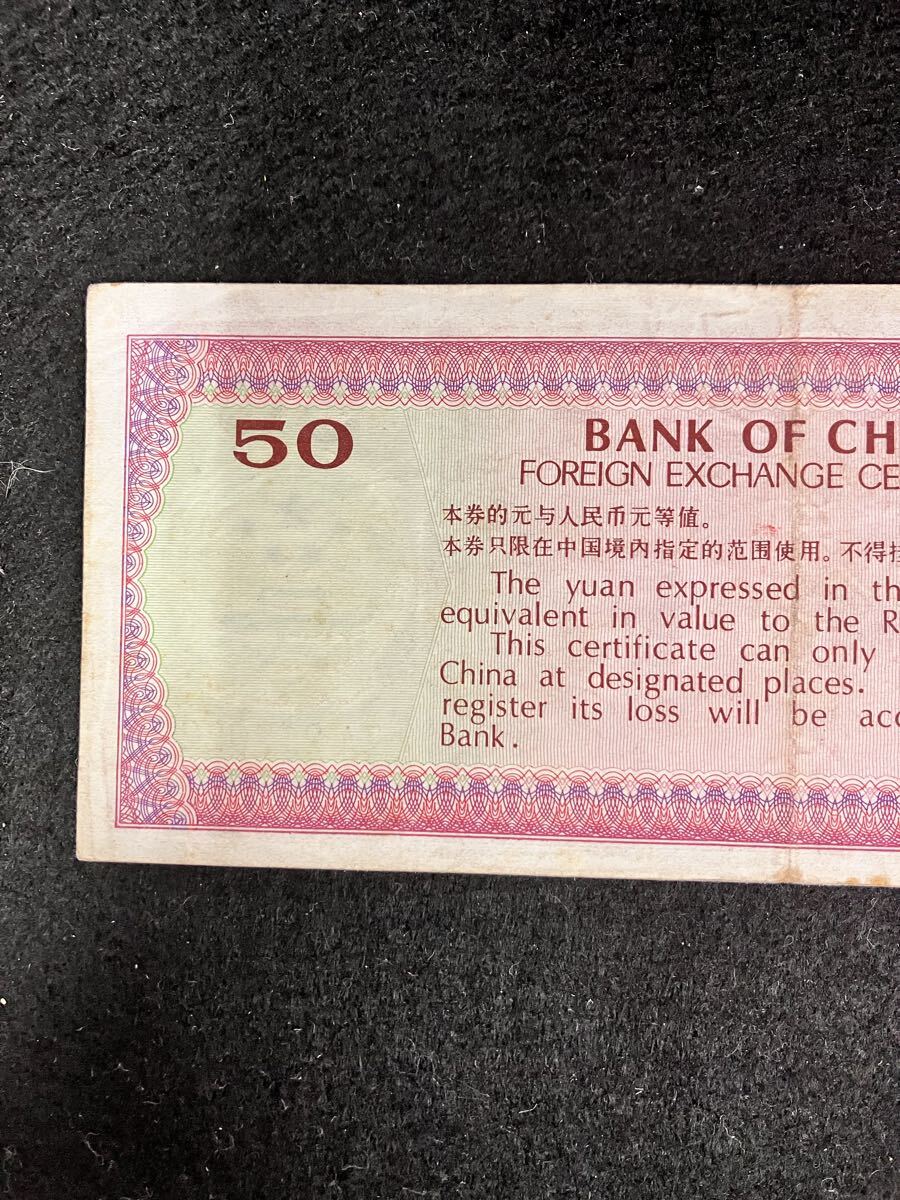 50
BANK OF CH
FOREIGN EXCHANGE CE
本券的元与人民币元等值。
本券只限在中国境内指定的范围使用。不得挂
The yuan expressed in th
equivalent in value to the R
This certificate can only
China at designated places.
register its loss will be acc
Bank.